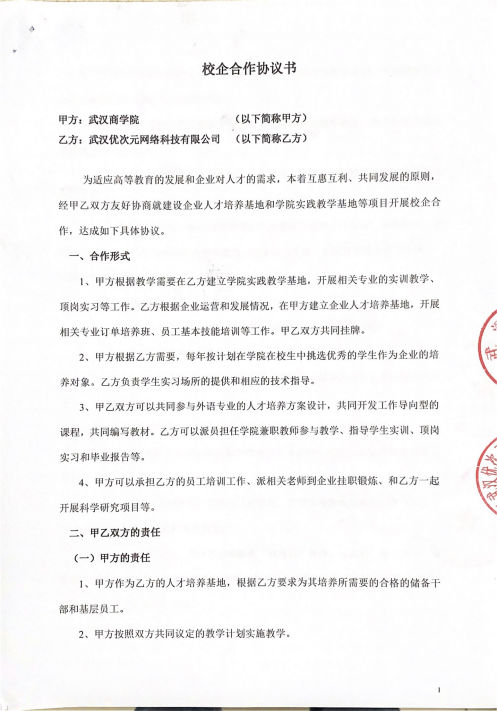 校企合作协议书
甲方：武汉商学院 （以下简称甲方）
乙方：武汉优次元网络科技有限公司 （以下简称乙方）
为适应高等教育的发展和企业对人才的需求，本着互惠互利、共同发展的原则，
经甲乙双方友好协商就建设企业人才培养基地和学院实践教学基地等项目开展校企合
作，达成如下具体协议。
一、合作形式
1、甲方根据教学需要在乙方建立学院实践教学基地，开展相关专业的实训教学、
顶岗实习等工作。乙方根据企业运营和发展情况，在甲方建立企业人才培养基地，开展
相关专业订单培养班、员工基本技能培训等工作。甲乙双方共同挂牌。
2、甲方根据乙方需要，每年按计划在学院在校生中挑选优秀的学生作为企业的培
养对象。乙方负责学生实习场所的提供和相应的技术指导。
3、甲乙双方可以共同参与外语专业的人才培养方案设计，共同开发工作导向型的
课程，共同编写教材。乙方可以派员担任学院兼职教师参与教学、指导学生实训、顶岗
实习和毕业报告等。
4、甲方可以承担乙方的员工培训工作、派相关老师到企业挂职锻炼、和乙方一起
开展科学研究项目等。
二、甲乙双方的责任
（一）甲方的责任
1、甲方作为乙方的人才培养基地，根据乙方要求为其培养所需要的合格的储备干
部和基层员工。
2、甲方按照双方共同议定的教学计划实施教学。
武汉优次
1